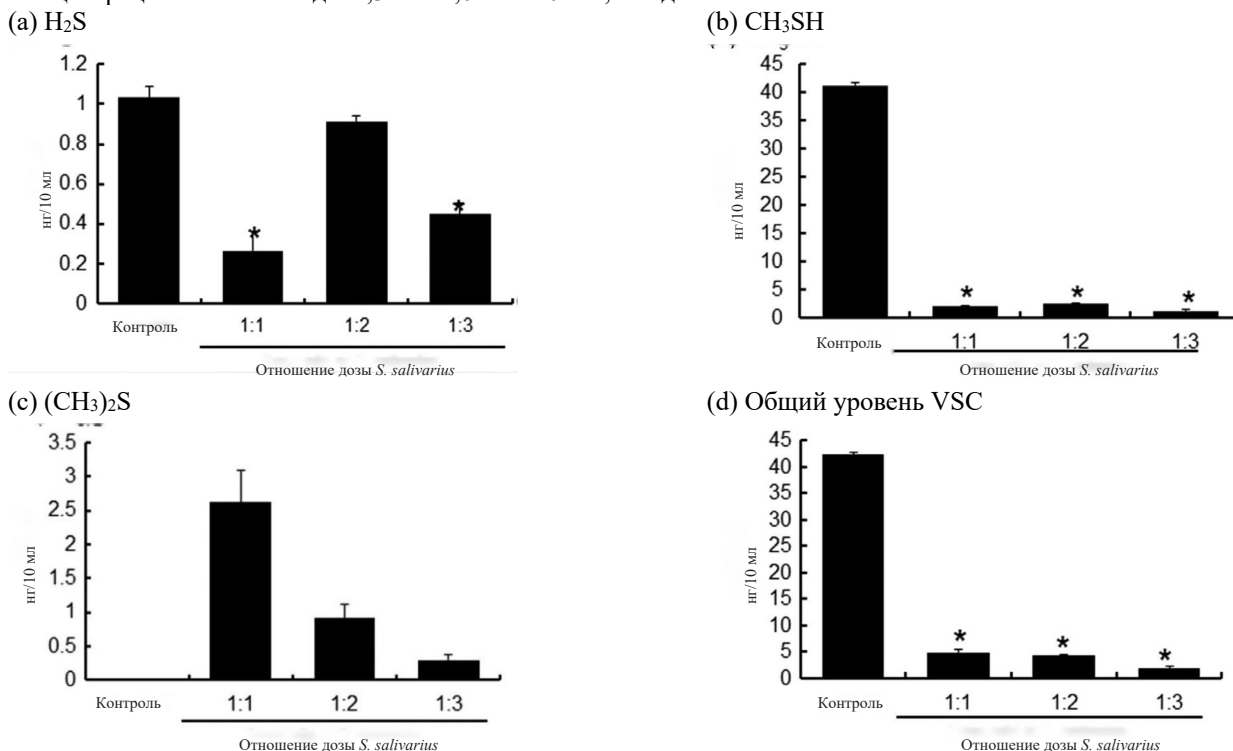 (a) H₂S
(b) CH₃SH
1.2
1
0.8
0.6
0.4
0.2
0
нг/10 мл
*
*
Контроль 1:1 1:2 1:3
Отношение дозы S. salivarius
45
40
35
30
25
20
15
10
5
0
нг/10 мл
* * *
Контроль 1:1 1:2 1:3
Отношение дозы S. salivarius
(c) (CH₃)₂S
(d) Общий уровень VSC
3.5
3
2.5
2
1.5
1
0.5
0
нг/10 мл
Контроль 1:1 1:2 1:3
Отношение дозы S. salivarius
45
40
35
30
25
20
15
10
5
0
нг/10 мл
* * *
Контроль 1:1 1:2 1:3
Отношение дозы S. salivarius